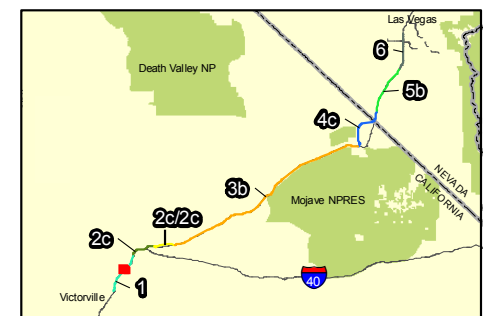 Las Vegas
6
Death Valley NP
5b
4c
NEVADA
CALIFORNIA
3b
Mojave NPRES
2c/2c
2c
40
1
Victorville